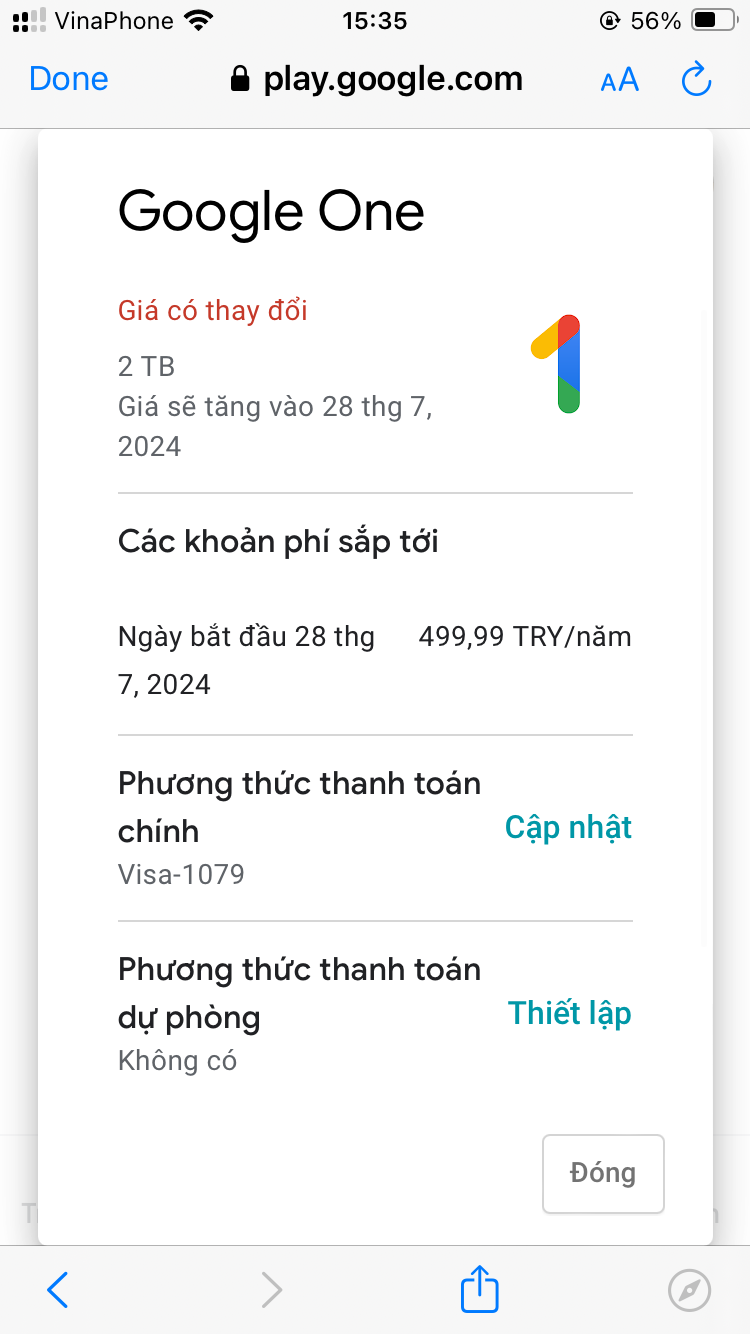 VinaPhone 15:35 56%
Done play.google.com AA
Google One
Giá có thay đổi
2 TB
Giá sẽ tăng vào 28 thg 7,
2024
Các khoản phí sắp tới
Ngày bắt đầu 28 thg 499,99 TRY/năm
7, 2024
Phương thức thanh toán
chính
Cập nhật
Visa-1079
Phương thức thanh toán
dự phòng
Thiết lập
Không có
Đóng